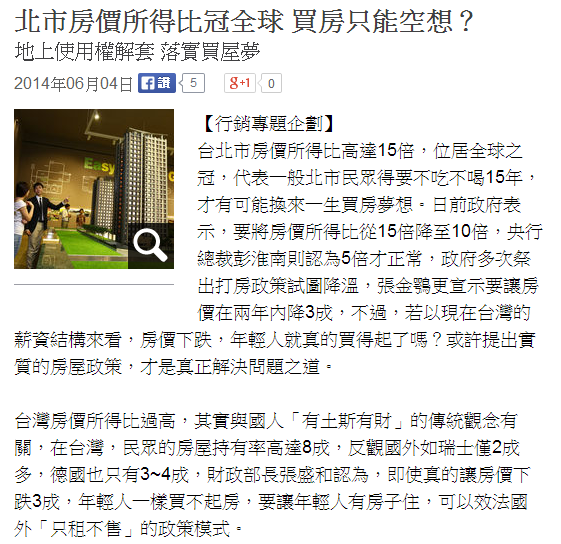 北市房價所得比冠全球 買房只能空想？
地上使用權解套 落實買屋夢
2014年06月04日 讚 5 g+1 0
【行銷專題企劃】
台北市房價所得比高達15倍，位居全球之
冠，代表一般北市民眾得要不吃不喝15年，
才有可能換來一生買房夢想。日前政府表
示，要將房價所得比從15倍降至10倍，央行
總裁彭淮南則認為5倍才正常，政府多次祭
出打房政策試圖降溫，張金鶚更宣示要讓房
價在兩年內降3成，不過，若以現在台灣的
薪資結構來看，房價下跌，年輕人就真的買得起了嗎？或許提出實
質的房屋政策，才是真正解決問題之道。
台灣房價所得比過高，其實與國人「有土斯有財」的傳統觀念有
關，在台灣，民眾的房屋持有率高達8成，反觀國外如瑞士僅2成
多，德國也只有3~4成，財政部長張盛和認為，即使真的讓房價下
跌3成，年輕人一樣買不起房，要讓年輕人有房子住，可以效法國
外「只租不售」的政策模式。